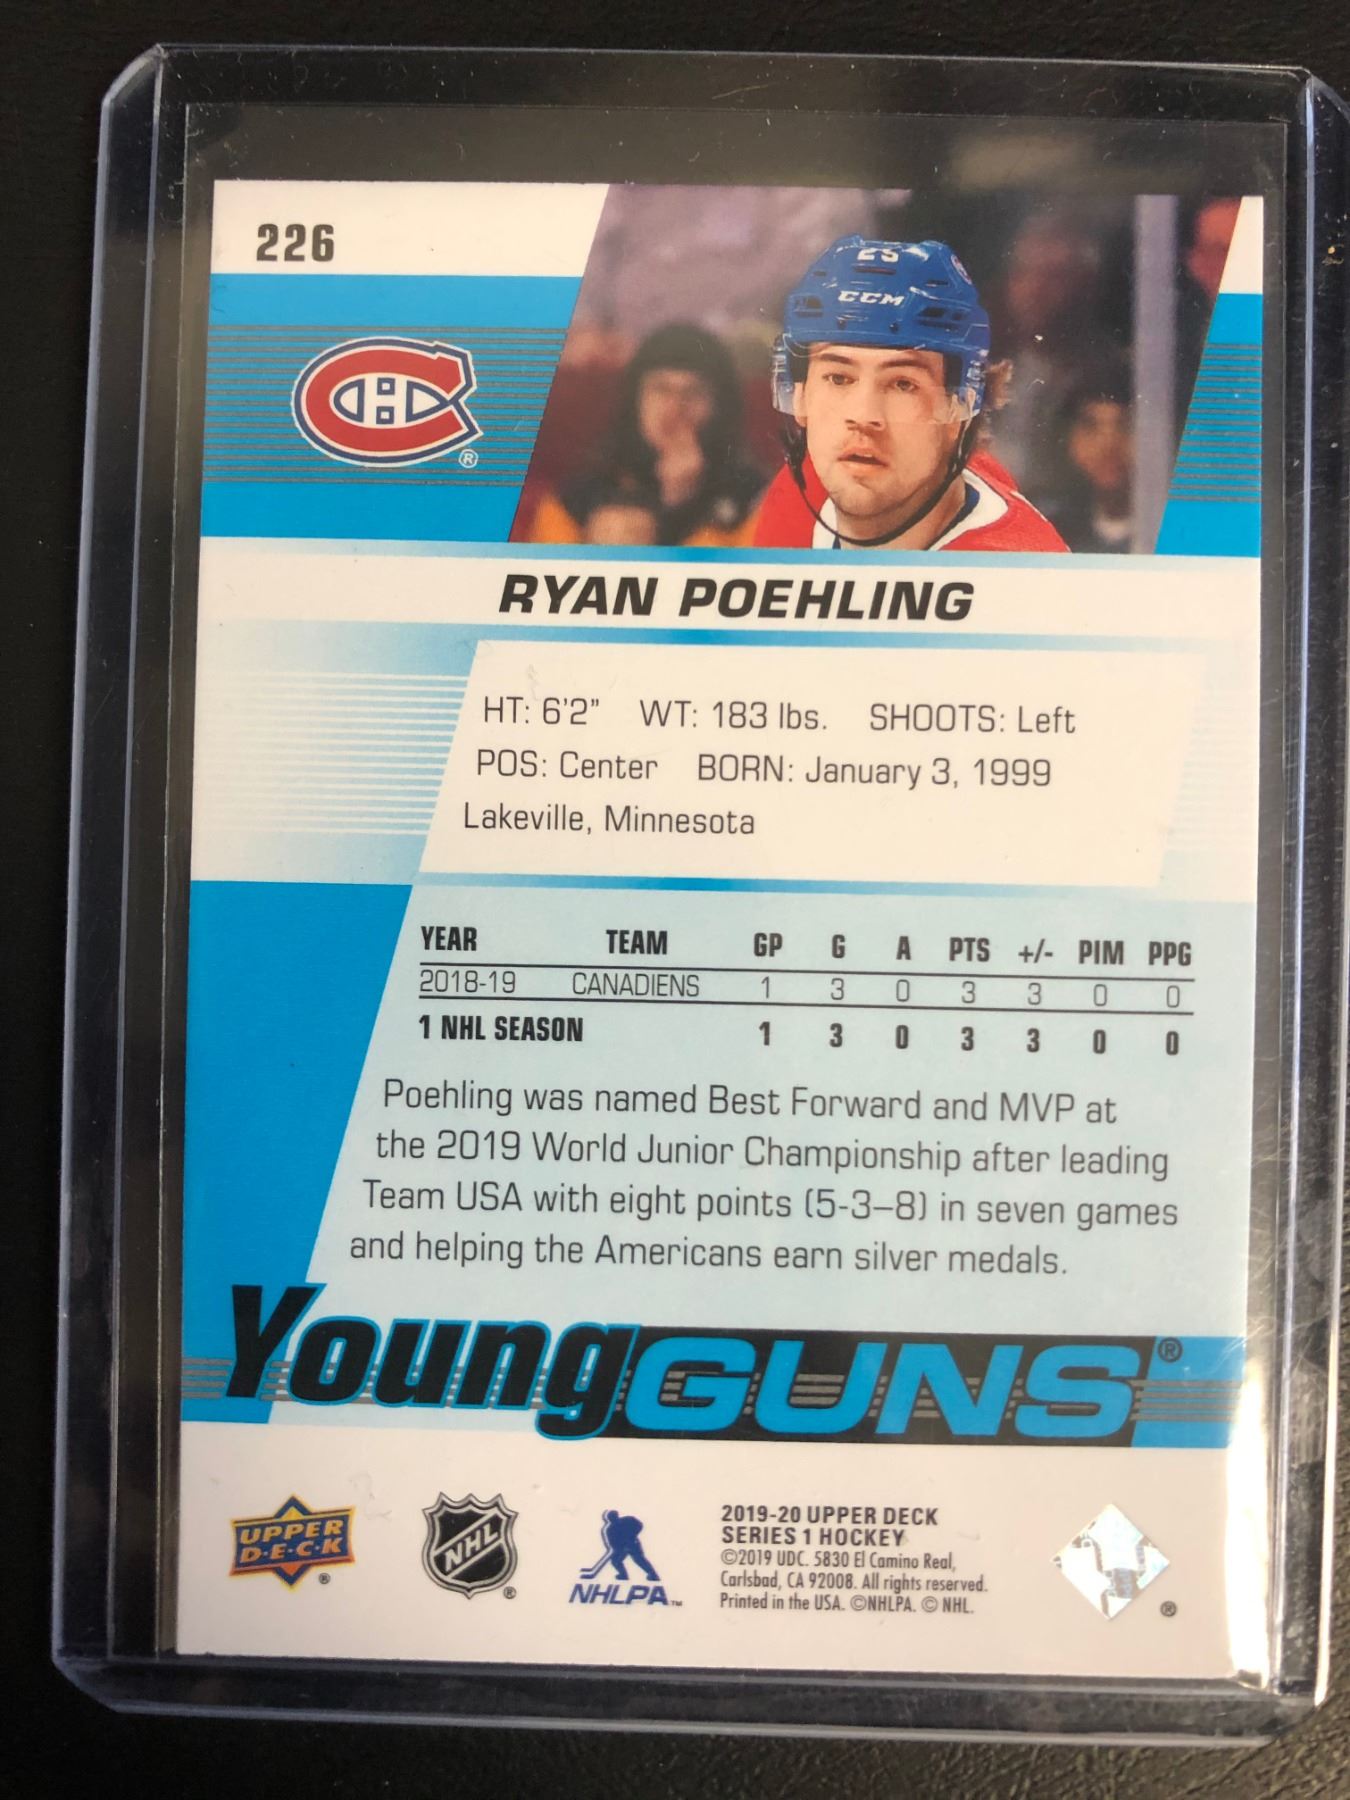 226
25
CCM
®
RYAN POEHLING
HT: 6'2" WT: 183 lbs. SHOOTS: Left
POS: Center BORN: January 3, 1999
Lakeville, Minnesota
YEAR TEAM GP G A PTS +/- PIM PPG
2018-19 CANADIENS 1 3 0 3 3 0 0
1 NHL SEASON 1 3 0 3 3 0 0
Poehling was named Best Forward and MVP at
the 2019 World Junior Championship after leading
Team USA with eight points (5-3–8) in seven games
and helping the Americans earn silver medals.
Young GUNS®
UPPER
D·E·C·K
®
NHL
®
NHLPA™
2019-20 UPPER DECK
SERIES 1 HOCKEY
©2019 UDC. 5830 El Camino Real,
Carlsbad, CA 92008. All rights reserved.
Printed in the USA. ©NHLPA. © NHL.
®